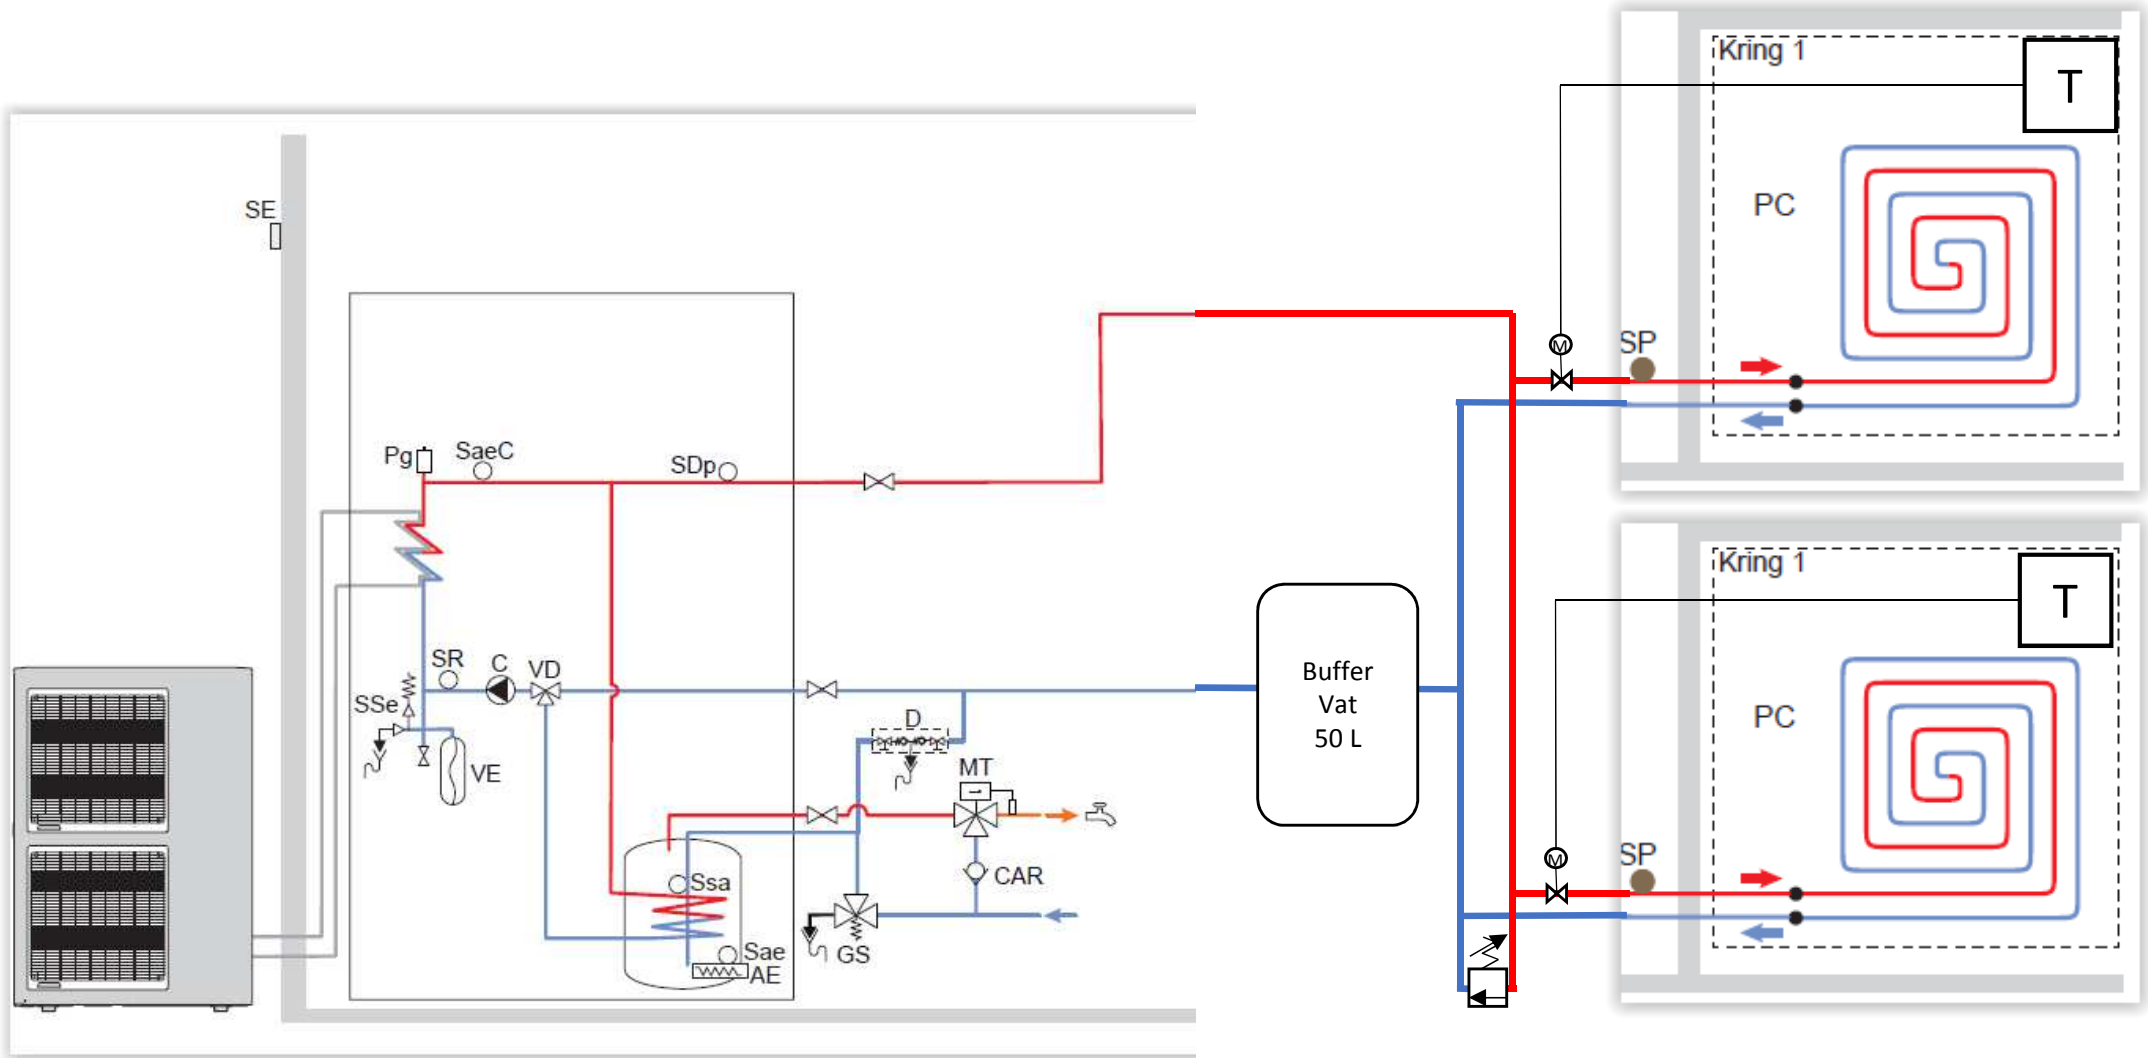 Kring 1
T
SE
PC
M
SP
Pg
SaeC
SDp
Kring 1
T
SR
C
VD
Buffer
Vat
50 L
SSe
D
PC
VE
MT
M
SP
Ssa
CAR
Sae
AE
GS